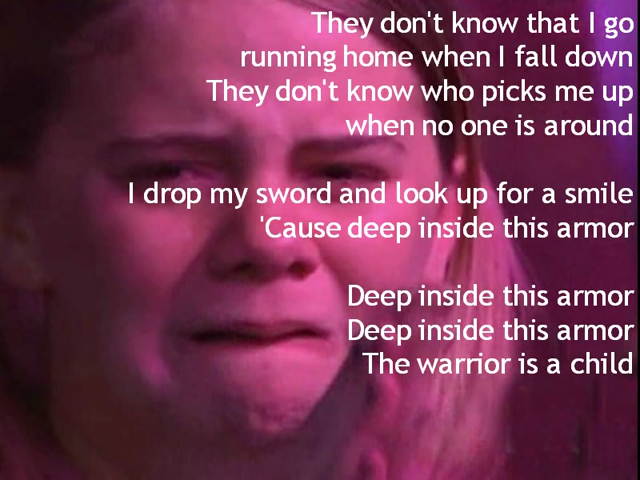 They don't know that I go
running home when I fall down
They don't know who picks me up
when no one is around
I drop my sword and look up for a smile
'Cause deep inside this armor
Deep inside this armor
Deep inside this armor
The warrior is a child